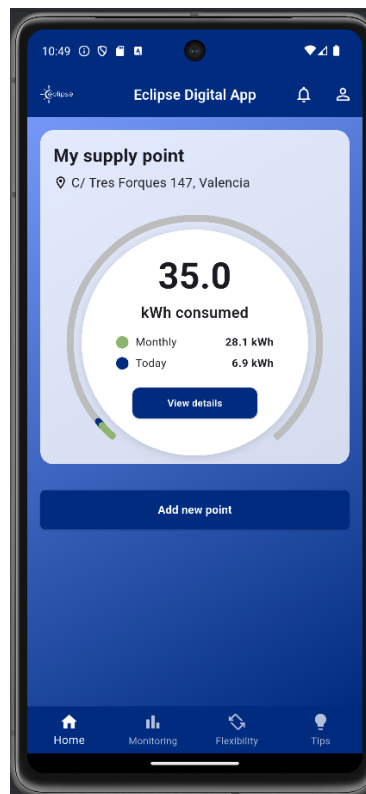 10:49
Eclipse
Eclipse Digital App
My supply point
C/ Tres Forques 147, Valencia
35.0
kWh consumed
Monthly 28.1 kWh
Today 6.9 kWh
View details
Add new point
Home Monitoring Flexibility Tips